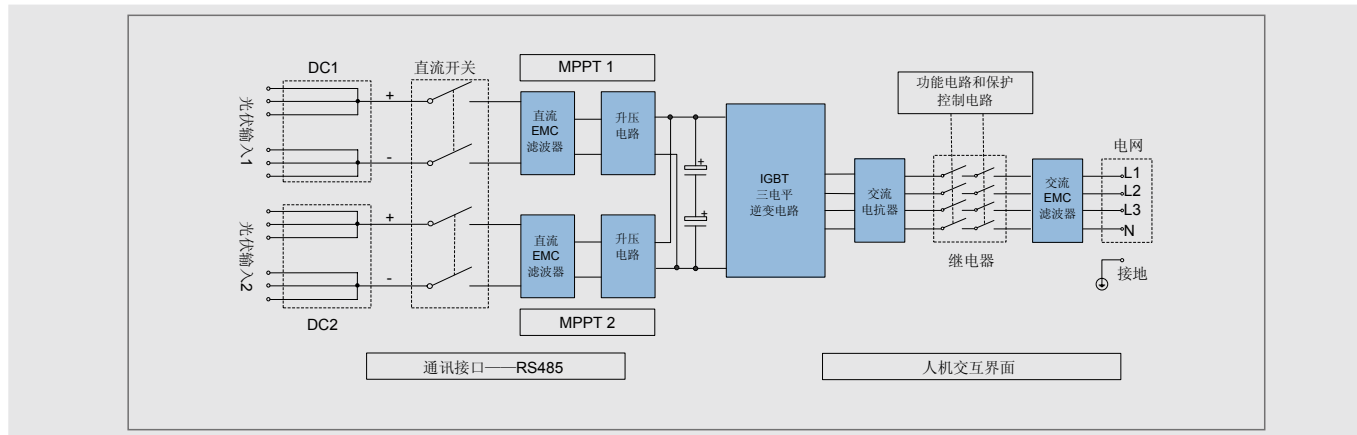 DC1
直流开关
MPPT 1
功能电路和保护
控制电路
电网
光伏输入1
+
-
直流
EMC
滤波器
升压
电路
+
+
IGBT
三电平
逆变电路
交流
电抗器
继电器
交流
EMC
滤波器
L1
L2
L3
N
接地
光伏输入2
+
-
直流
EMC
滤波器
升压
电路
DC2
MPPT 2
通讯接口——RS485
人机交互界面